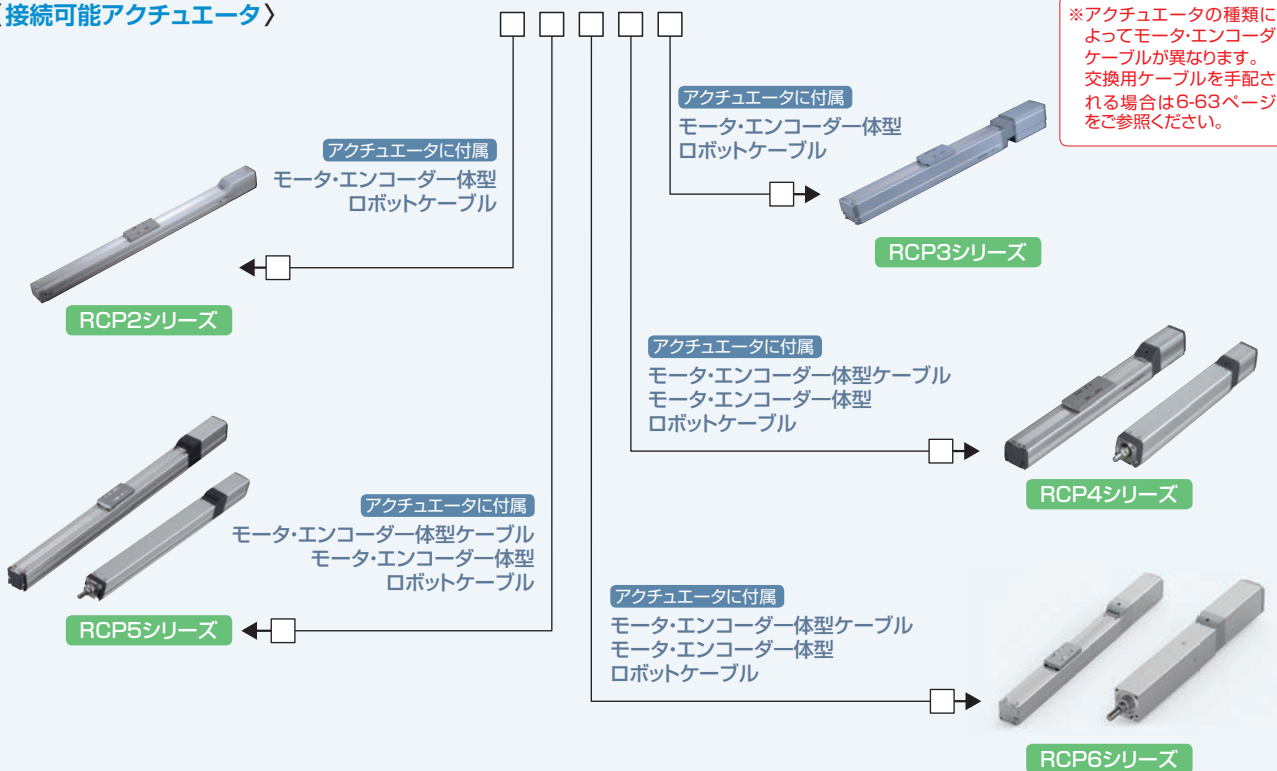 〈接続可能アクチュエータ〉
※アクチュエータの種類に
よってモータ・エンコーダ
ケーブルが異なります。
交換用ケーブルを手配さ
れる場合は6-63ページ
をご参照ください。
アクチュエータに付属
モータ・エンコーダ一体型
ロボットケーブル
RCP2シリーズ
アクチュエータに付属
モータ・エンコーダ一体型
ロボットケーブル
RCP3シリーズ
アクチュエータに付属
モータ・エンコーダ一体型ケーブル
モータ・エンコーダ一体型
ロボットケーブル
RCP4シリーズ
アクチュエータに付属
モータ・エンコーダ一体型ケーブル
モータ・エンコーダ一体型
ロボットケーブル
RCP5シリーズ
アクチュエータに付属
モータ・エンコーダ一体型ケーブル
モータ・エンコーダ一体型
ロボットケーブル
RCP6シリーズ